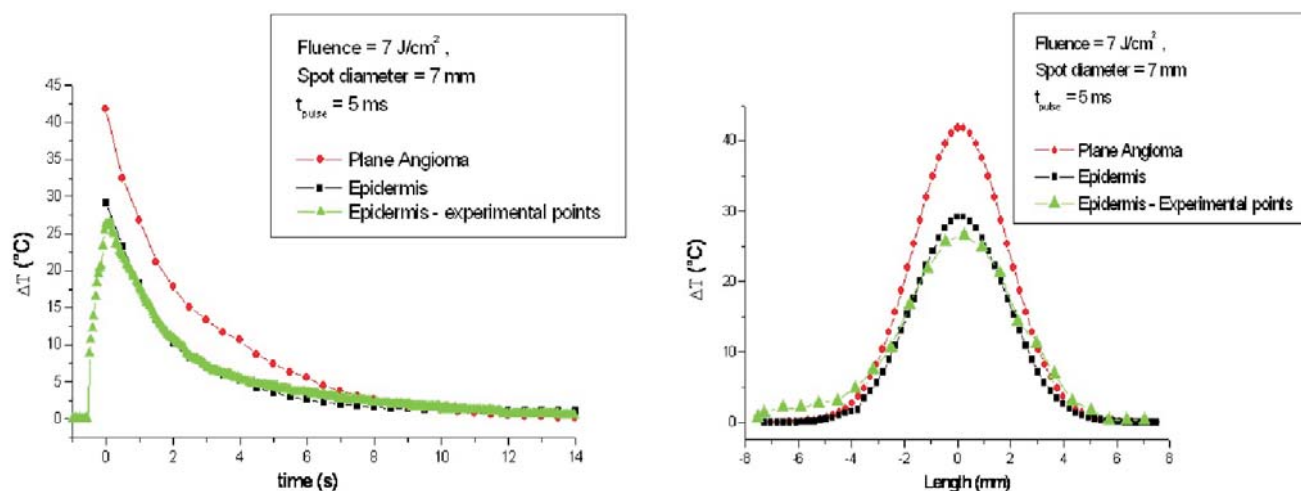 Fluence = 7 J/cm²,
Spot diameter = 7 mm
t_pulse = 5 ms
Plane Angioma
Epidermis
Epidermis - experimental points
ΔT (°C)
45
40
35
30
25
20
15
10
5
0
0 2 4 6 8 10 12 14
time (s)
Fluence = 7 J/cm²,
Spot diameter = 7 mm
t_pulse = 5 ms
Plane Angioma
Epidermis
Epidermis - Experimental points
ΔT (°C)
40
30
20
10
0
-8 -6 -4 -2 0 2 4 6 8
Length (mm)